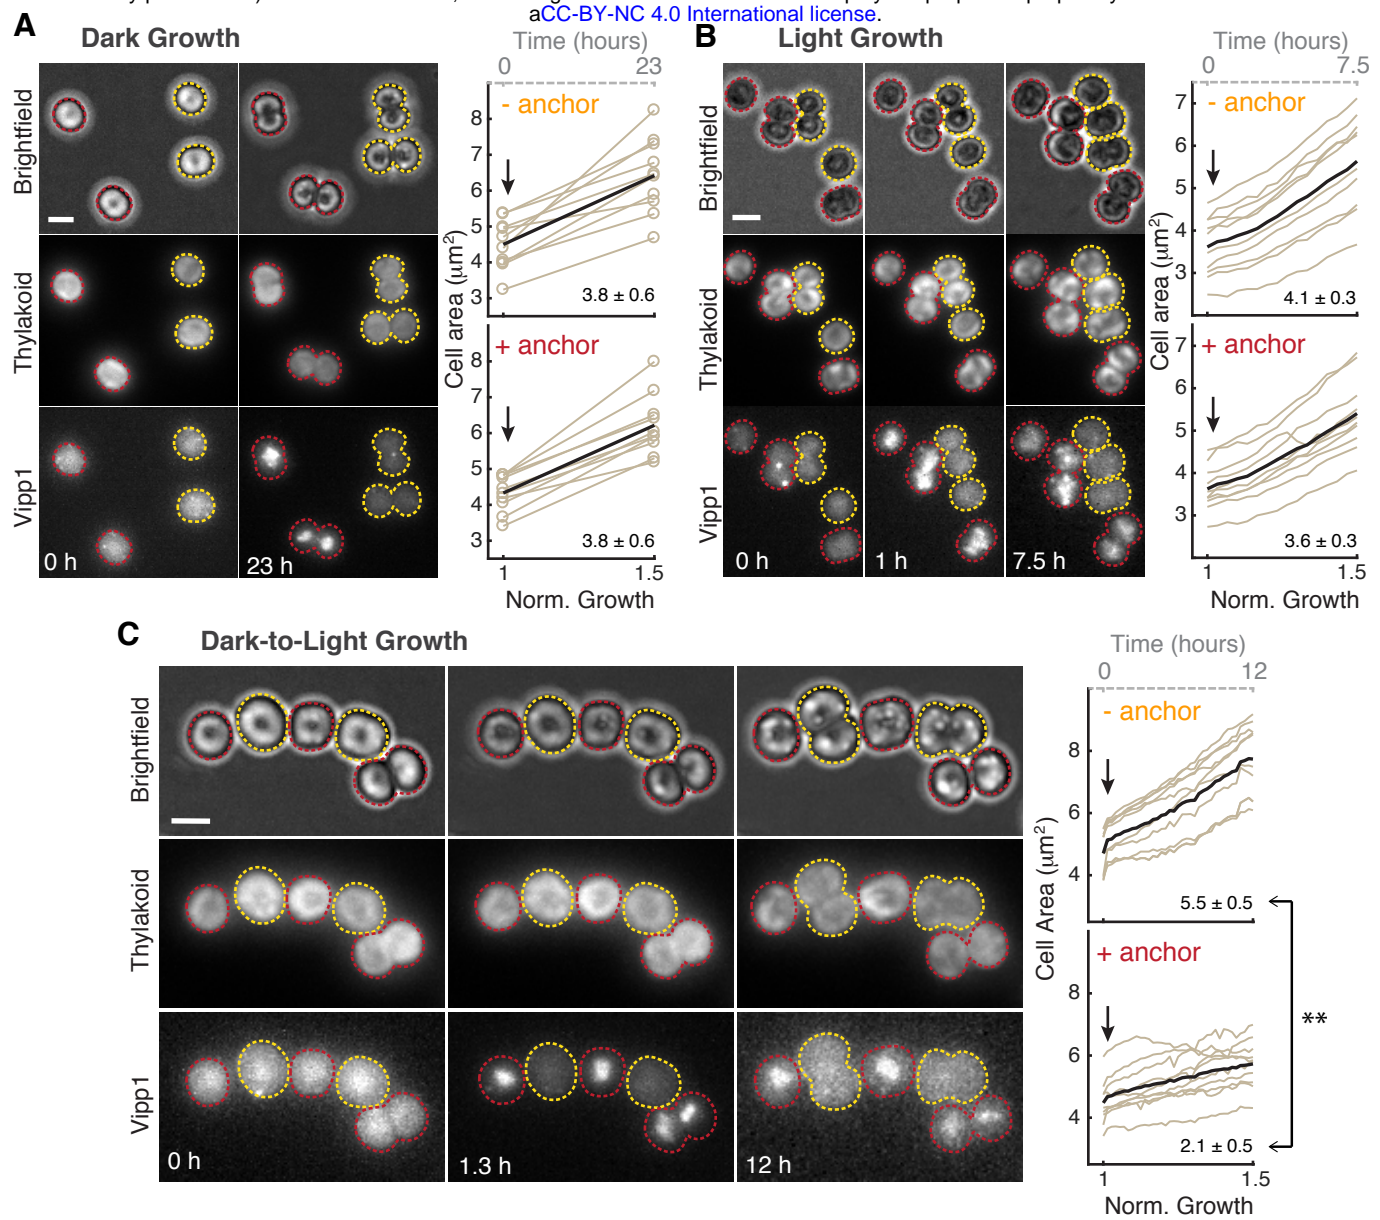 aCC-BY-NC 4.0 International license.
A
Dark Growth
Time (hours)
0
23
Brightfield
Thylakoid
Vipp1
0 h
23 h
Cell area (μm²)
- anchor
8
7
6
5
4
3
3.8 ± 0.6
+ anchor
8
7
6
5
4
3
3.8 ± 0.6
1
1.5
Norm. Growth
B
Light Growth
Time (hours)
0
7.5
Brightfield
Thylakoid
Vipp1
0 h
1 h
7.5 h
Cell area (μm²)
- anchor
7
6
5
4
3
4.1 ± 0.3
+ anchor
7
6
5
4
3
3.6 ± 0.3
1
1.5
Norm. Growth
C
Dark-to-Light Growth
Time (hours)
0
12
Brightfield
Thylakoid
Vipp1
0 h
1.3 h
12 h
Cell Area (μm²)
- anchor
8
6
4
5.5 ± 0.5
+ anchor
8
6
4
2.1 ± 0.5
**
1
1.5
Norm. Growth